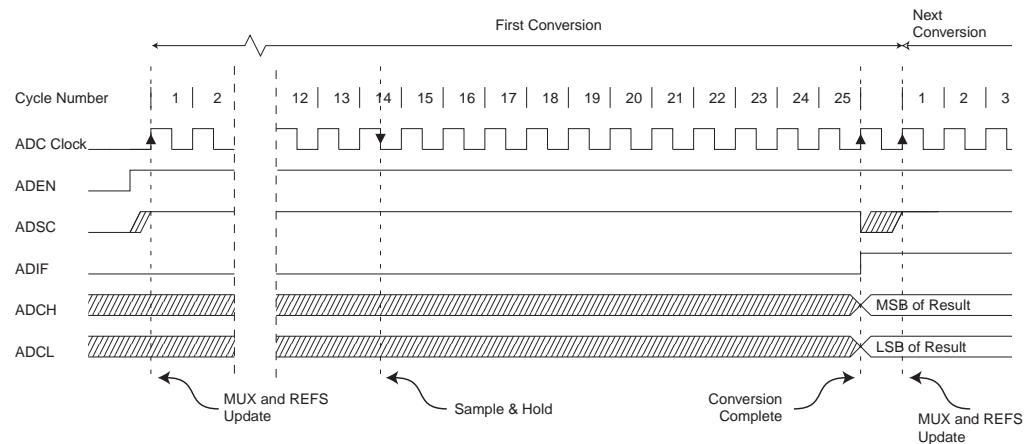 First Conversion
Next
Conversion
Cycle Number 1 2 12 13 14 15 16 17 18 19 20 21 22 23 24 25 1 2 3
ADC Clock
ADEN
ADSC
ADIF
ADCH MSB of Result
ADCL LSB of Result
MUX and REFS
Update
Sample & Hold
Conversion
Complete
MUX and REFS
Update